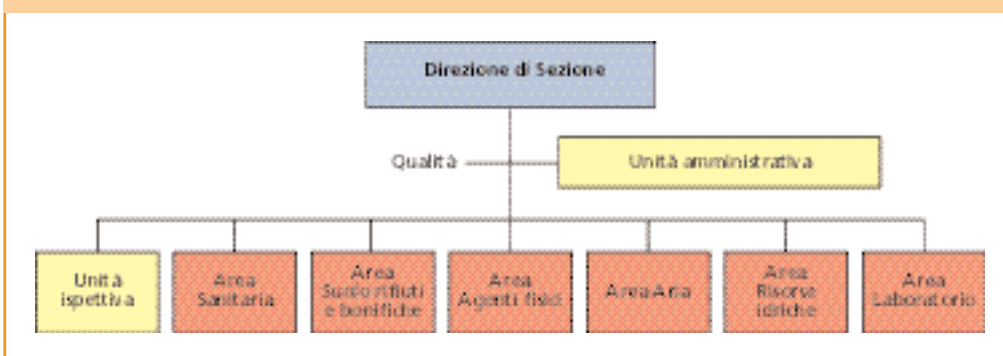 Direzione di Sezione
Qualità
Unità amministrativa
Unità
ispettiva
Area
Sanitaria
Area
Suolo rifiuti
e bonifiche
Area
Agenti fisici
Area Aria
Area
Risorse
idriche
Area
Laboratorio